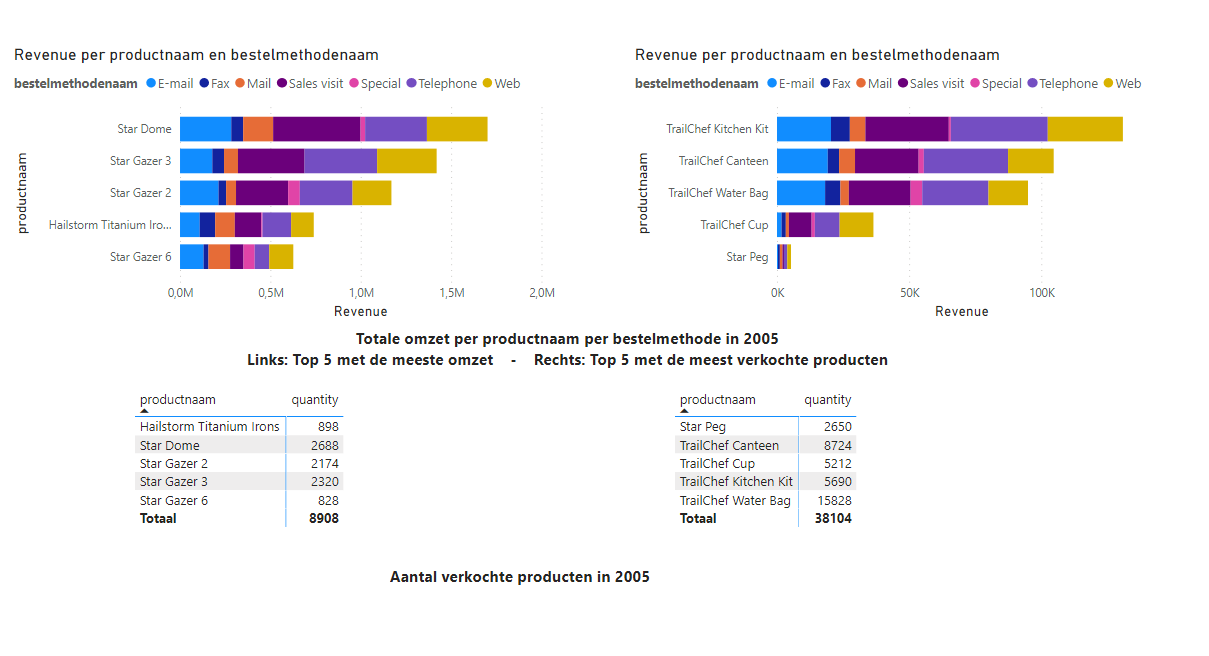 Revenue per productnaam en bestelmethodenaam
bestelmethodenaam E-mail Fax Mail Sales visit Special Telephone Web
productnaam
Star Dome
Star Gazer 3
Star Gazer 2
Hailstorm Titanium Iro...
Star Gazer 6
0,0M 0,5M 1,0M 1,5M 2,0M
Revenue
Revenue per productnaam en bestelmethodenaam
bestelmethodenaam E-mail Fax Mail Sales visit Special Telephone Web
productnaam
TrailChef Kitchen Kit
TrailChef Canteen
TrailChef Water Bag
TrailChef Cup
Star Peg
0K 50K 100K
Revenue
Totale omzet per productnaam per bestelmethode in 2005
Links: Top 5 met de meeste omzet - Rechts: Top 5 met de meest verkochte producten
productnaam quantity
Hailstorm Titanium Irons 898
Star Dome 2688
Star Gazer 2 2174
Star Gazer 3 2320
Star Gazer 6 828
Totaal 8908
productnaam quantity
Star Peg 2650
TrailChef Canteen 8724
TrailChef Cup 5212
TrailChef Kitchen Kit 5690
TrailChef Water Bag 15828
Totaal 38104
Aantal verkochte producten in 2005